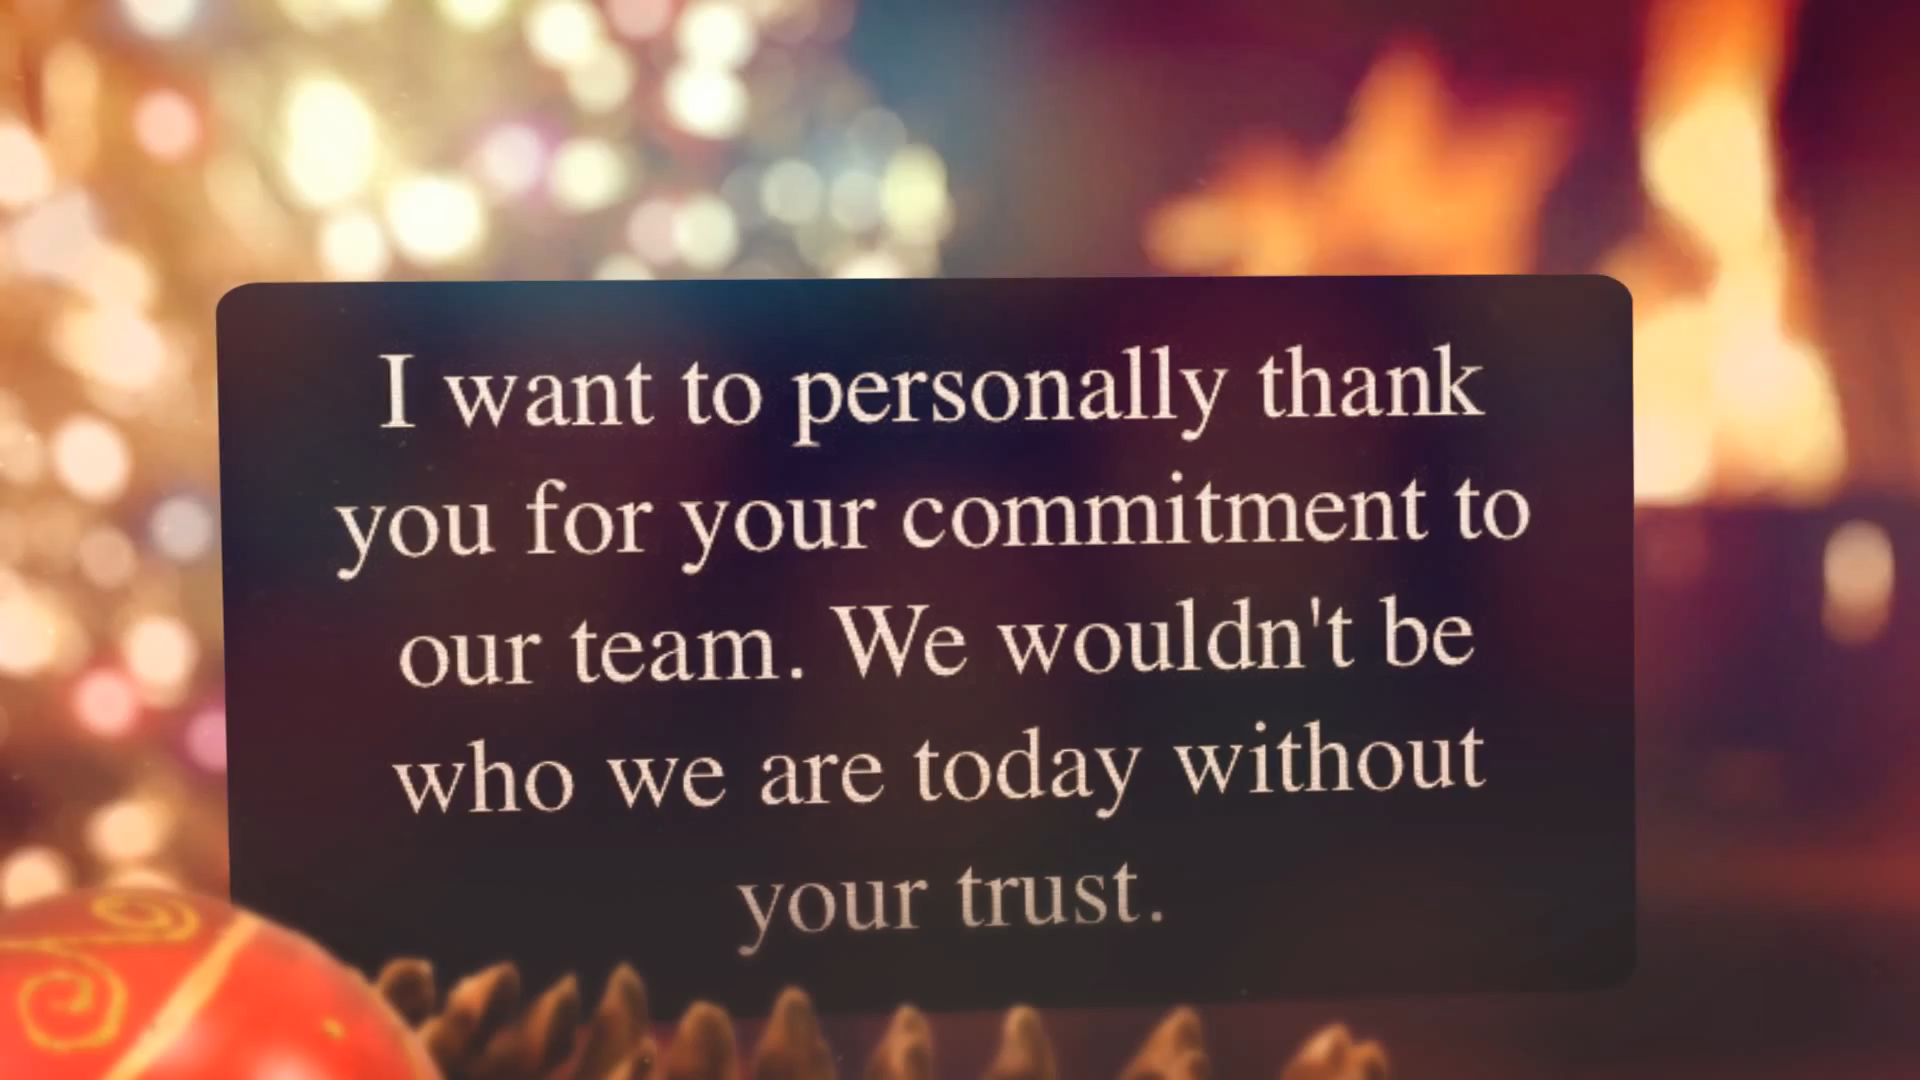 I want to personally thank
you for your commitment to
our team. We wouldn't be
who we are today without
your trust.